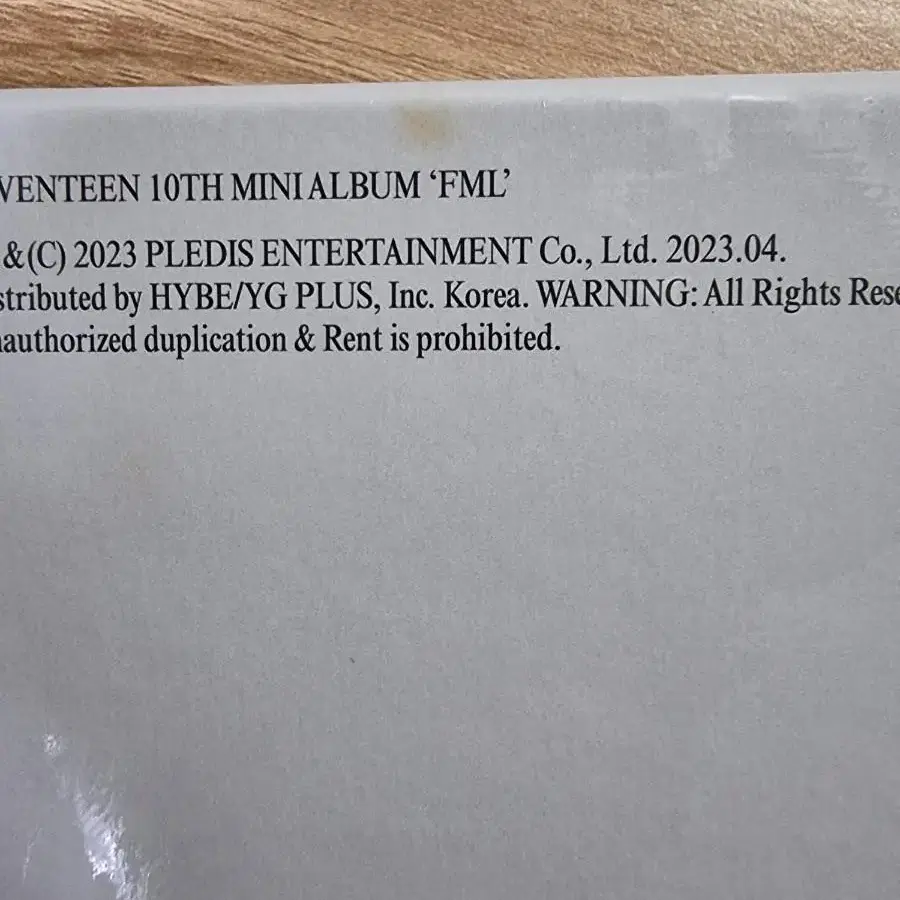 VENTEEN 10TH MINI ALBUM ‘FML’
&(C) 2023 PLEDIS ENTERTAINMENT Co., Ltd. 2023.04.
stributed by HYBE/YG PLUS, Inc. Korea. WARNING: All Rights Rese
authorized duplication & Rent is prohibited.